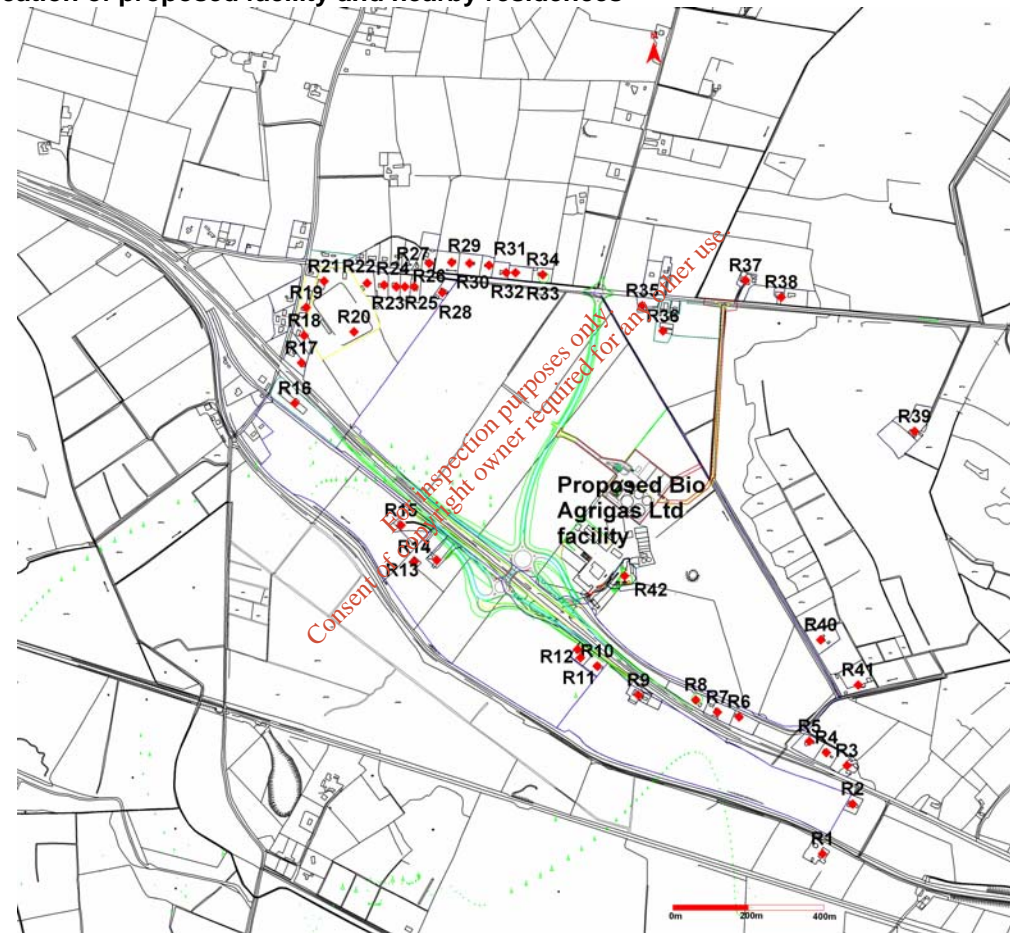 cation of proposed facility and nearby residences
N
R37
R38
R27
R29
R31
R34
R21
R22
R24
R26
R30
R32
R33
R23
R25
R28
R35
R36
R19
R18
R20
R17
R16
R39
For inspection purposes only.
Consent of copyright owner required for any other use.
Proposed Bio
Agrigas Ltd
facility
R15
R14
R13
R42
R40
R41
R10
R12
R11
R9
R8
R7
R6
R5
R4
R3
R2
R1
0m 200m 400m